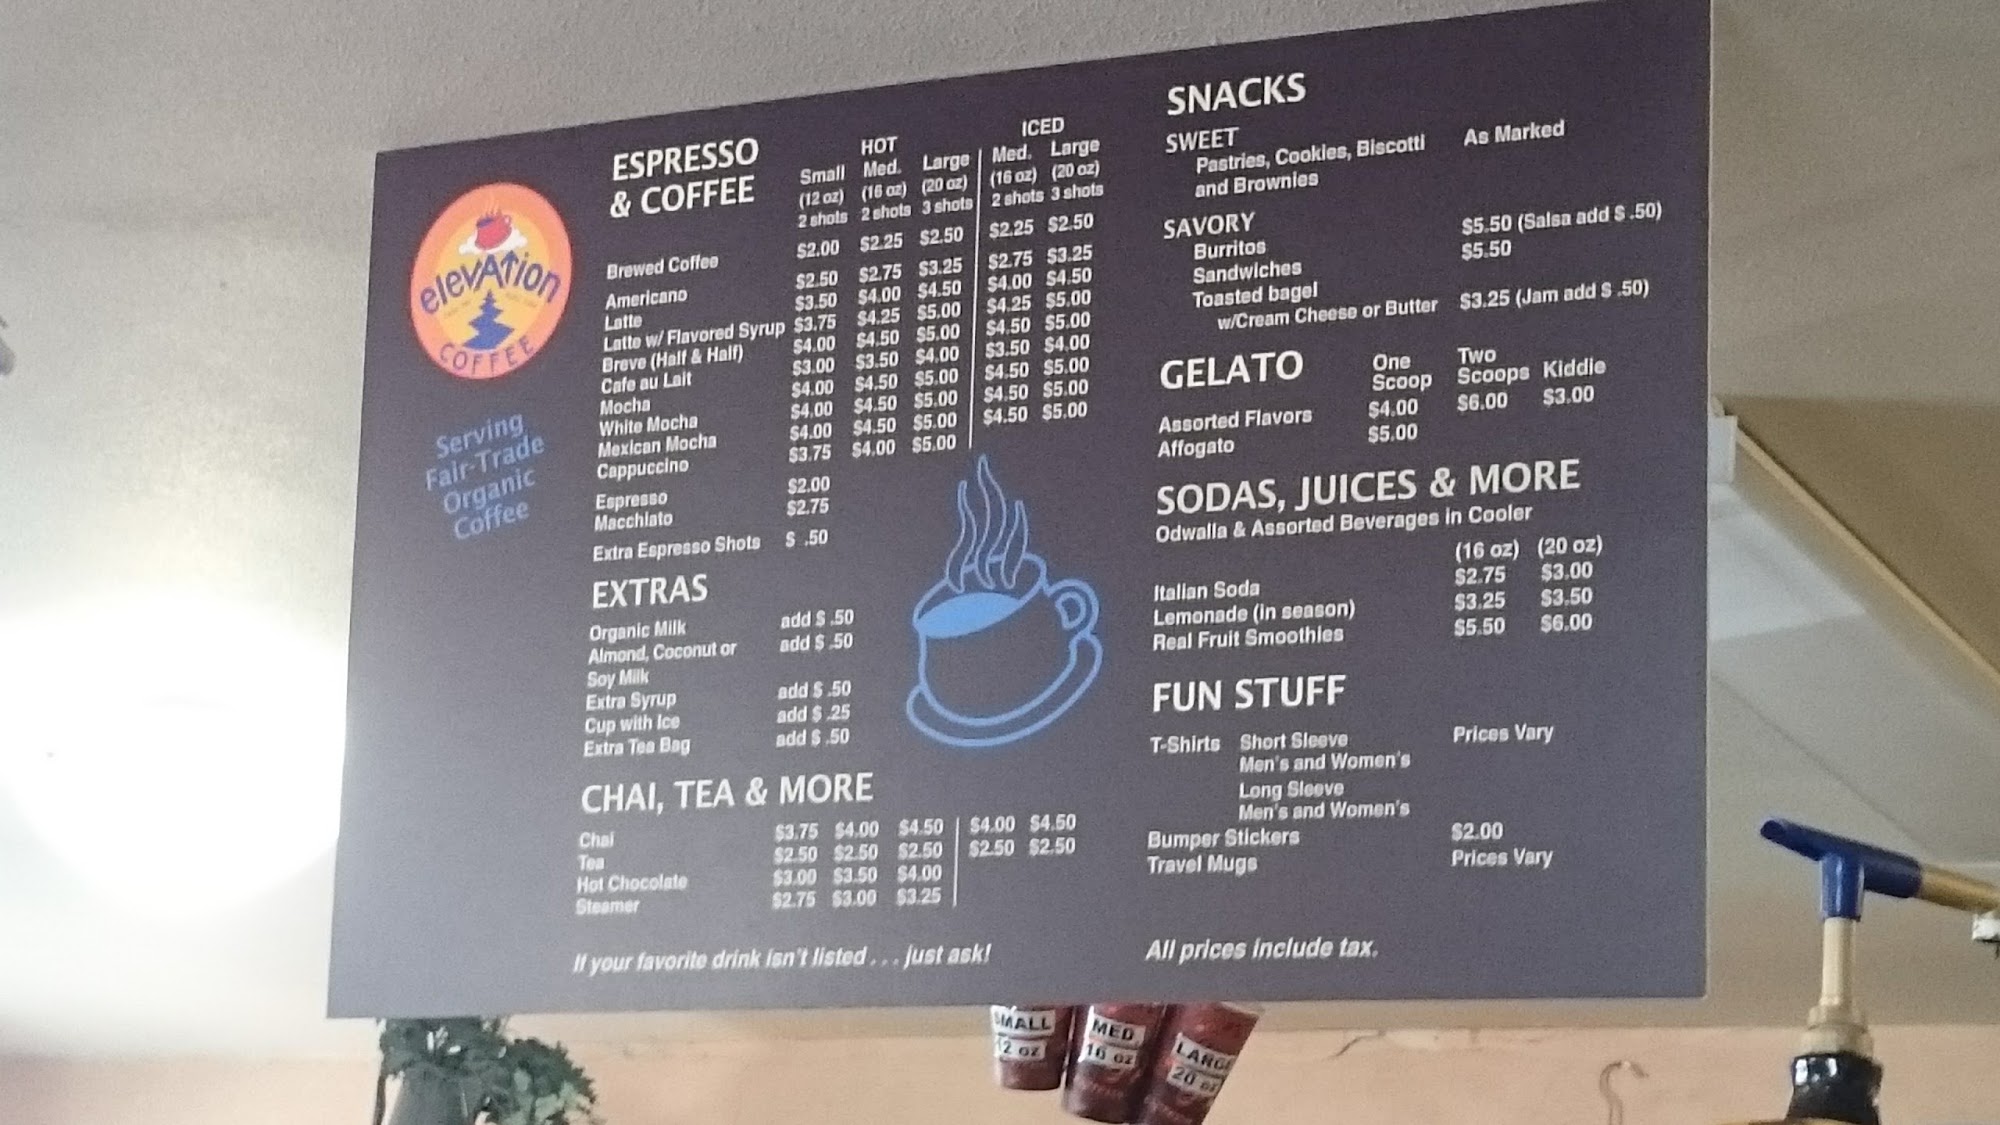 elevation
COFFEE
Serving
Fair-Trade
Organic
Coffee
ESPRESSO
& COFFEE
HOT
ICED
Small Med. Large Med. Large
(12 oz) (16 oz) (20 oz) (16 oz) (20 oz)
2 shots 2 shots 3 shots 2 shots 3 shots
Brewed Coffee $2.00 $2.25 $2.50 $2.25 $2.50
Americano $2.50 $2.75 $3.25 $2.75 $3.25
Latte $3.50 $4.00 $4.50 $4.00 $4.50
Latte w/ Flavored Syrup $3.75 $4.25 $5.00 $4.25 $5.00
Breve (Half & Half) $4.00 $4.50 $5.00 $4.50 $5.00
Cafe au Lait $3.00 $3.50 $4.00 $3.50 $4.00
Mocha $4.00 $4.50 $5.00 $4.50 $5.00
White Mocha $4.00 $4.50 $5.00 $4.50 $5.00
Mexican Mocha $4.00 $4.50 $5.00 $4.50 $5.00
Cappuccino $3.75 $4.00 $5.00
Espresso $2.00
Macchiato $2.75
Extra Espresso Shots $ .50
EXTRAS
Organic Milk add $ .50
Almond, Coconut or add $ .50
Soy Milk
Extra Syrup add $ .50
Cup with Ice add $ .25
Extra Tea Bag add $ .50
CHAI, TEA & MORE
Chai $3.75 $4.00 $4.50 $4.00 $4.50
Tea $2.50 $2.50 $2.50 $2.50 $2.50
Hot Chocolate $3.00 $3.50 $4.00
Steamer $2.75 $3.00 $3.25
If your favorite drink isn't listed . . . just ask!
SNACKS
SWEET
Pastries, Cookies, Biscotti As Marked
and Brownies
SAVORY
Burritos $5.50 (Salsa add $ .50)
Sandwiches $5.50
Toasted bagel
w/Cream Cheese or Butter $3.25 (Jam add $ .50)
GELATO
One Two
Scoop Scoops Kiddie
Assorted Flavors $4.00 $6.00 $3.00
Affogato $5.00
SODAS, JUICES & MORE
Odwalla & Assorted Beverages in Cooler
(16 oz) (20 oz)
Italian Soda $2.75 $3.00
Lemonade (in season) $3.25 $3.50
Real Fruit Smoothies $5.50 $6.00
FUN STUFF
T-Shirts Short Sleeve Prices Vary
Men's and Women's
Long Sleeve
Men's and Women's
Bumper Stickers $2.00
Travel Mugs Prices Vary
All prices include tax.
SMALL
12 oz
MED
16 oz
LARGE
20 oz